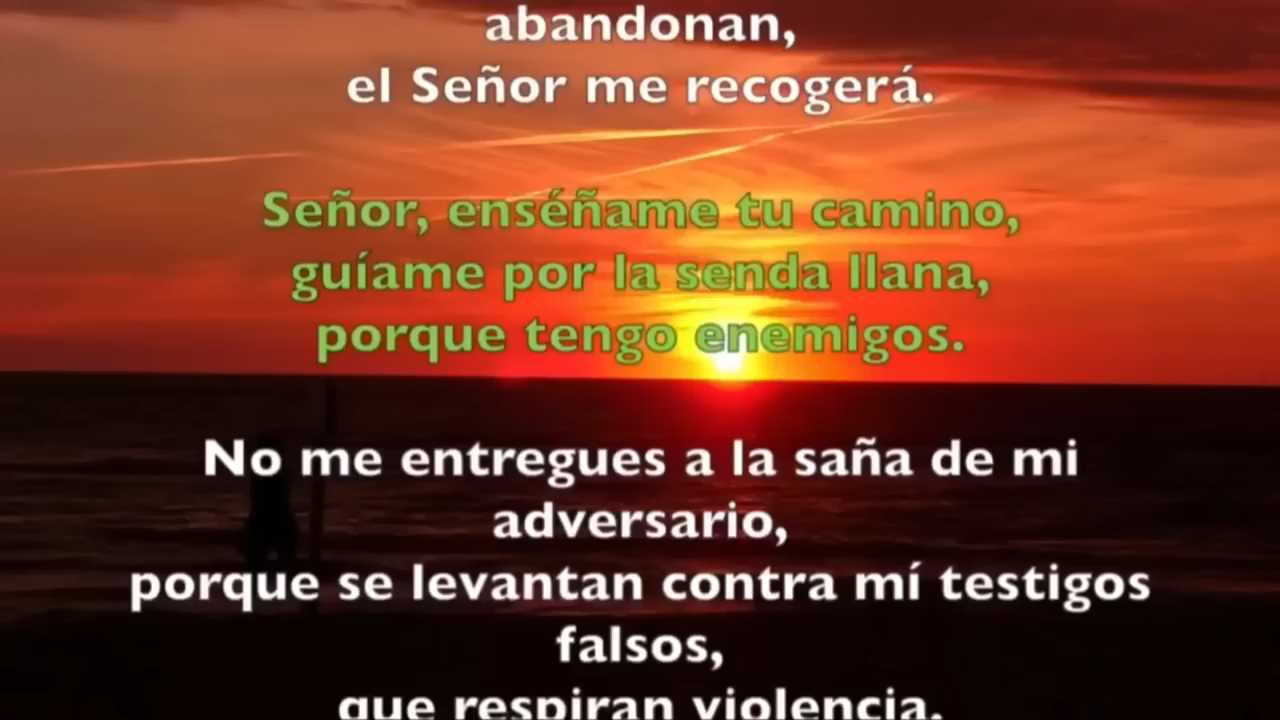 abandonan,
el Señor me recogerá.
Señor, enséñame tu camino,
guíame por la senda llana,
porque tengo enemigos.
No me entregues a la saña de mi
adversario,
porque se levantan contra mí testigos
falsos,
que respiran violencia.